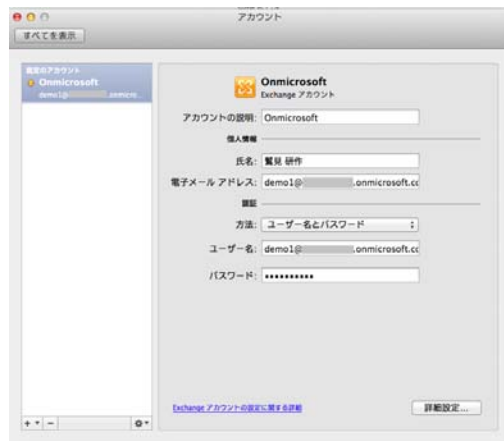 アカウント
すべてを表示
既定のアカウント
Onmicrosoft
demo1@ .onmicro...
Onmicrosoft
Exchange アカウント
アカウントの説明: Onmicrosoft
個人情報
氏名: 鷲見 研作
電子メール アドレス: demo1@ .onmicrosoft.cc
認証
方法: ユーザー名とパスワード
ユーザー名: demo1@ .onmicrosoft.cc
パスワード: ••••••••••
Exchange アカウントの設定に関する詳細
詳細設定...